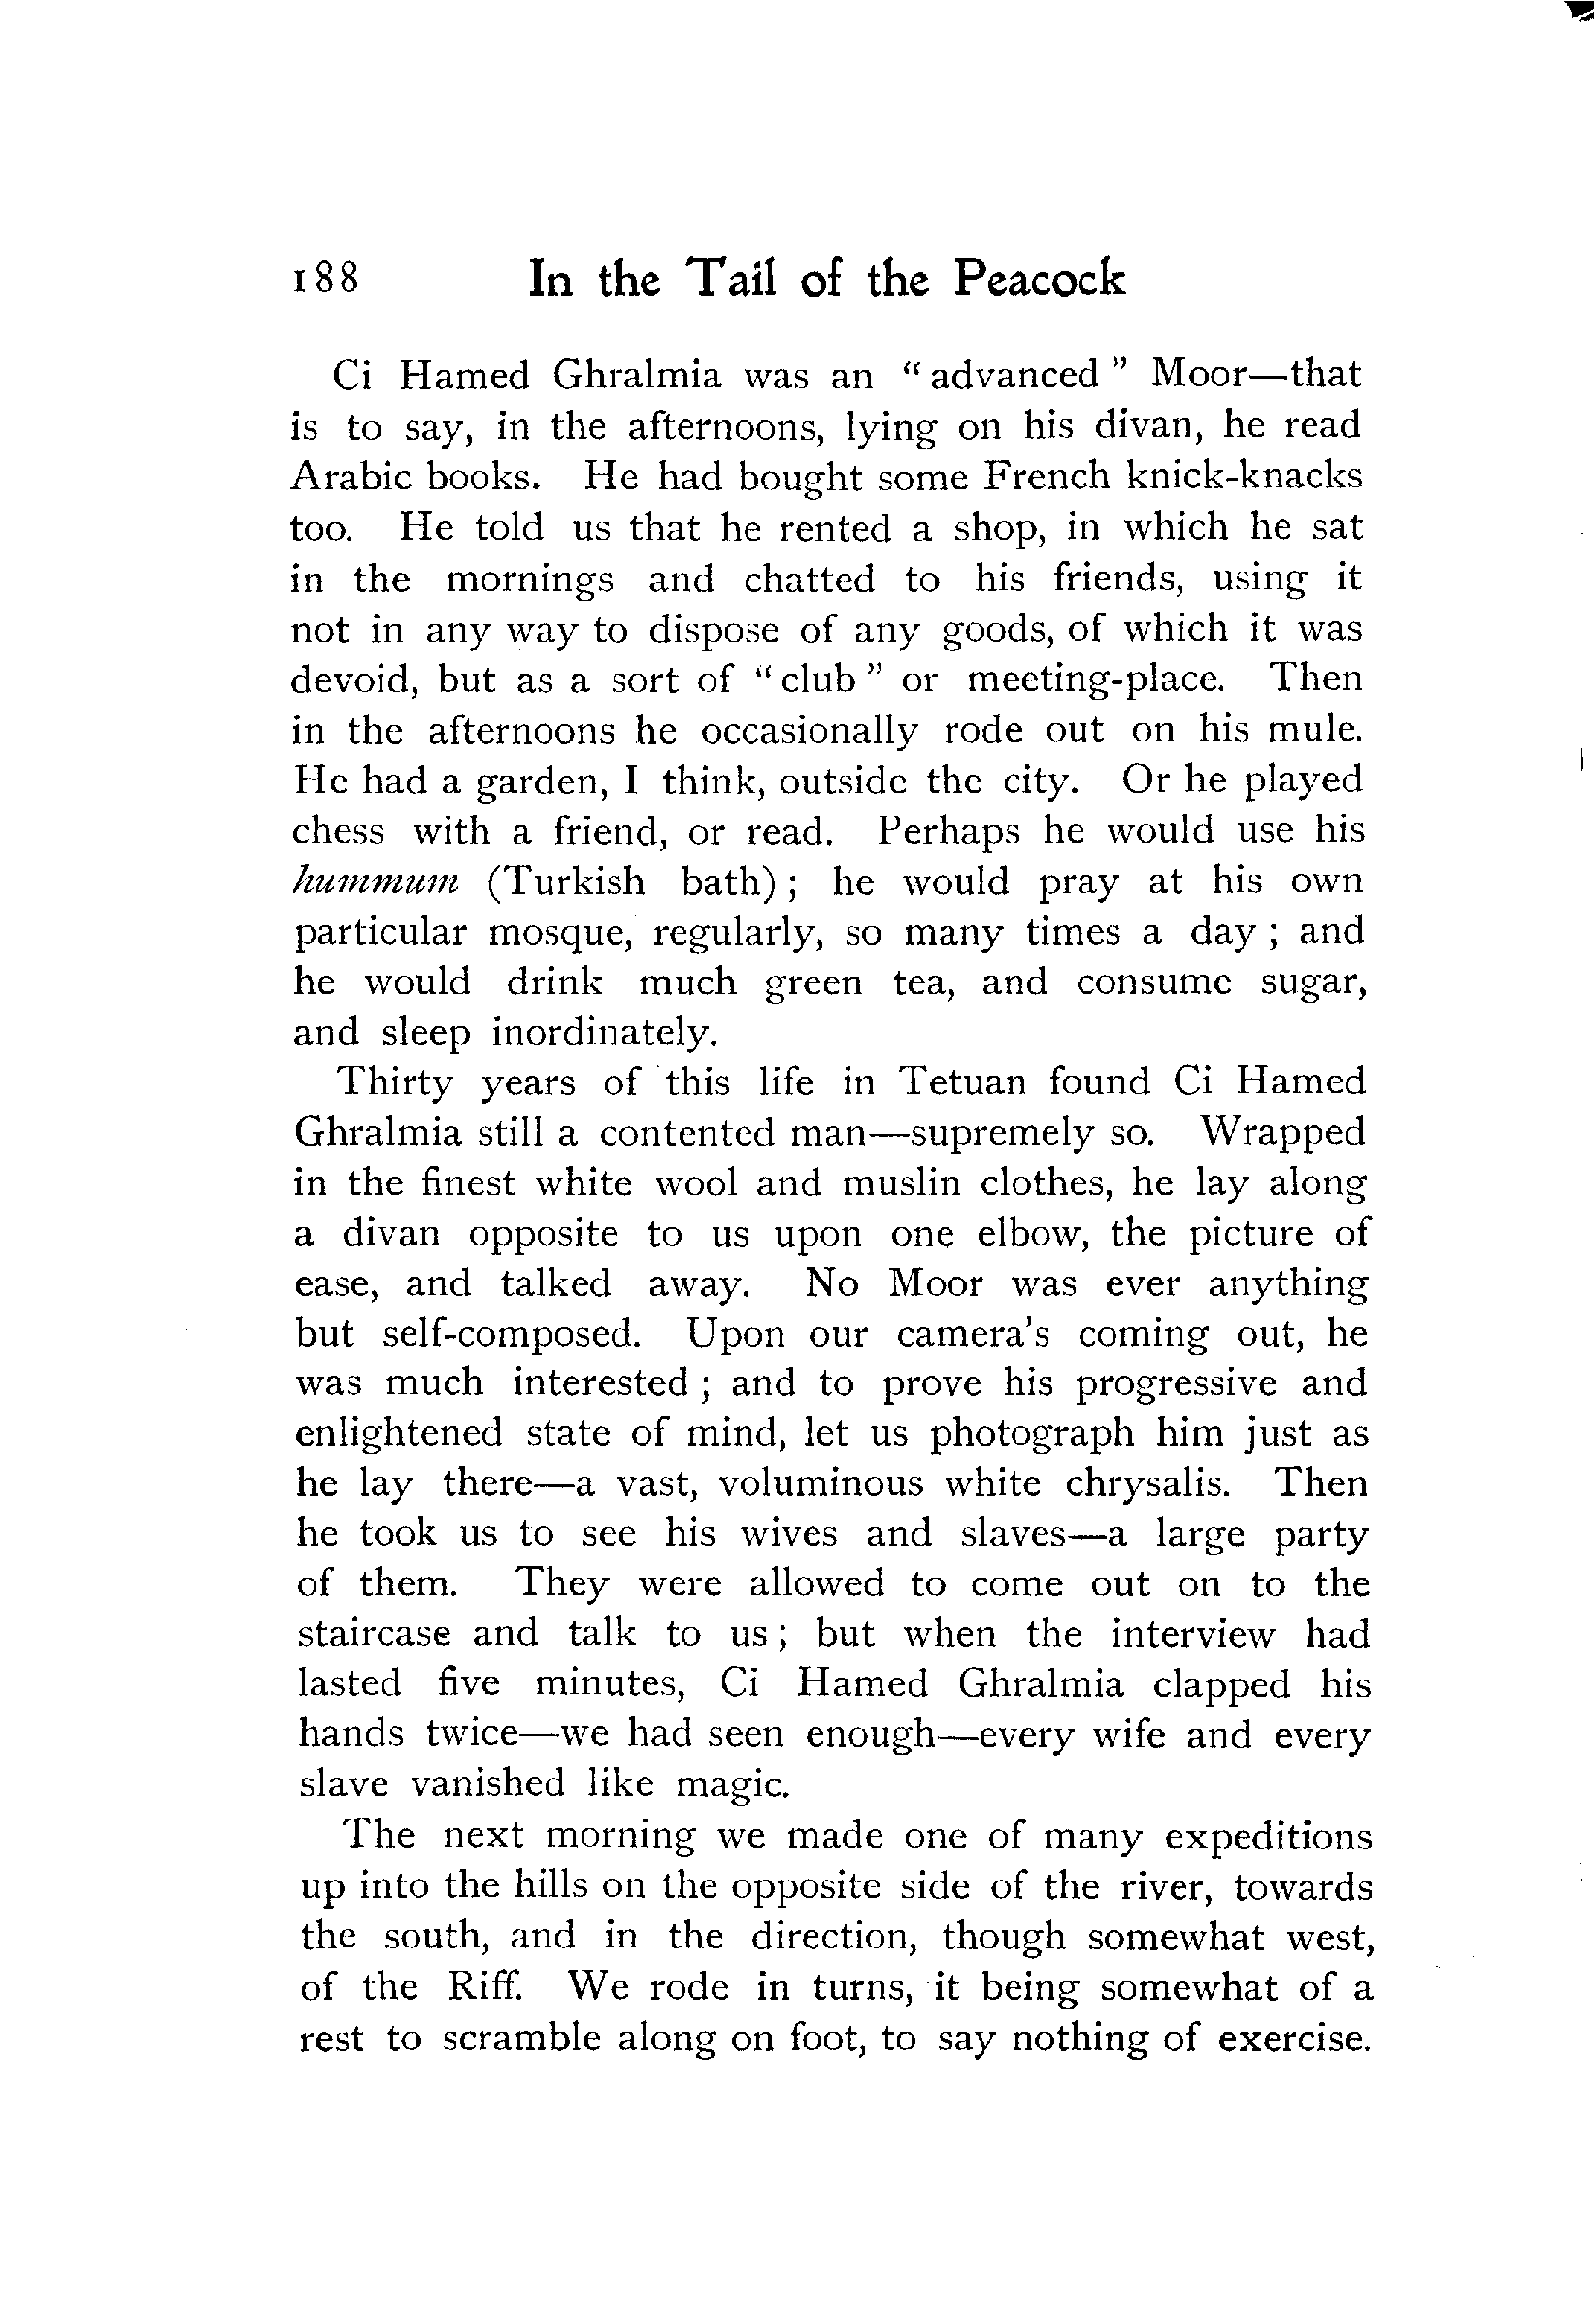 188 In the Tail of the Peacock
Ci Hamed Ghralmia was an "advanced" Moor—that
is to say, in the afternoons, lying on his divan, he read
Arabic books. He had bought some French knick-knacks
too. He told us that he rented a shop, in which he sat
in the mornings and chatted to his friends, using it
not in any way to dispose of any goods, of which it was
devoid, but as a sort of "club" or meeting-place. Then
in the afternoons he occasionally rode out on his mule.
He had a garden, I think, outside the city. Or he played
chess with a friend, or read. Perhaps he would use his
hummum (Turkish bath); he would pray at his own
particular mosque, regularly, so many times a day; and
he would drink much green tea, and consume sugar,
and sleep inordinately.
Thirty years of this life in Tetuan found Ci Hamed
Ghralmia still a contented man—supremely so. Wrapped
in the finest white wool and muslin clothes, he lay along
a divan opposite to us upon one elbow, the picture of
ease, and talked away. No Moor was ever anything
but self-composed. Upon our camera's coming out, he
was much interested; and to prove his progressive and
enlightened state of mind, let us photograph him just as
he lay there—a vast, voluminous white chrysalis. Then
he took us to see his wives and slaves—a large party
of them. They were allowed to come out on to the
staircase and talk to us; but when the interview had
lasted five minutes, Ci Hamed Ghralmia clapped his
hands twice—we had seen enough—every wife and every
slave vanished like magic.
The next morning we made one of many expeditions
up into the hills on the opposite side of the river, towards
the south, and in the direction, though somewhat west,
of the Riff. We rode in turns, it being somewhat of a
rest to scramble along on foot, to say nothing of exercise.